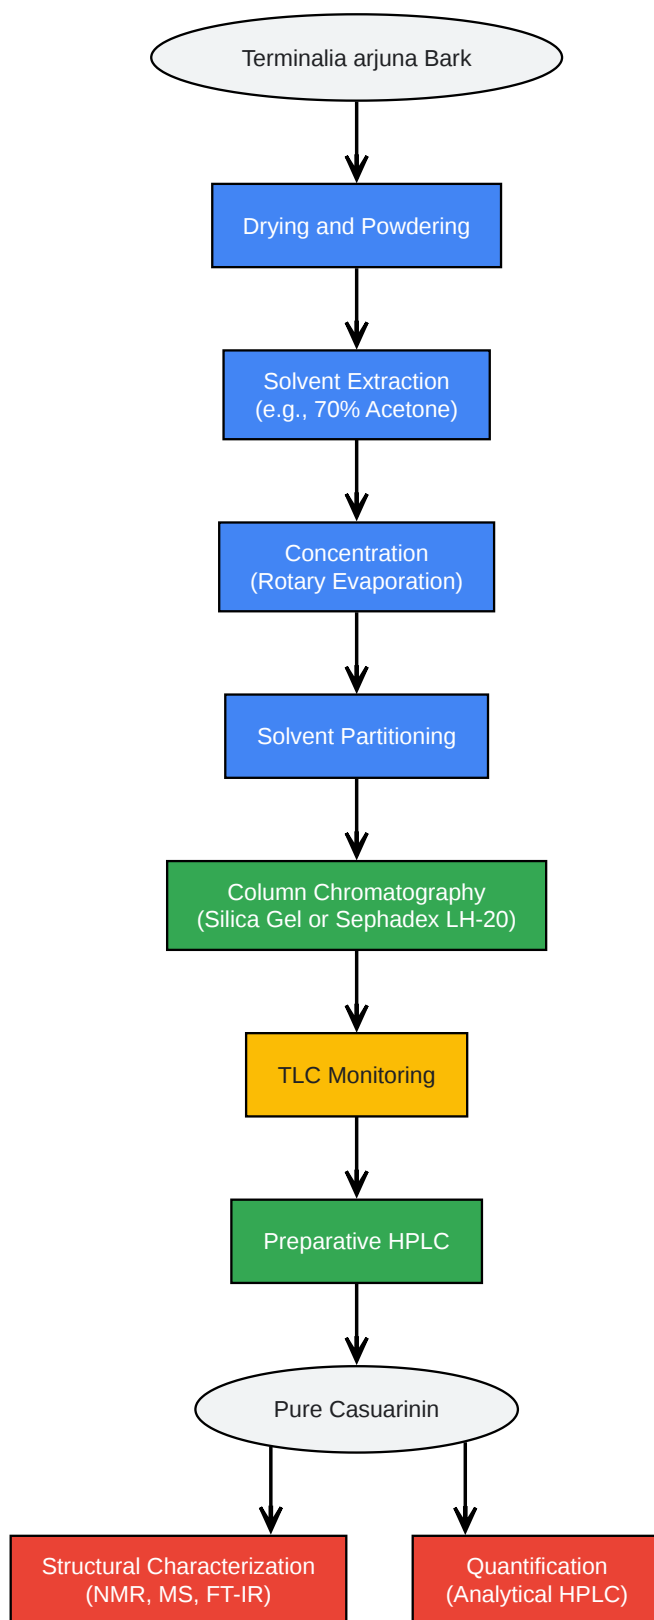 Terminalia arjuna Bark
Drying and Powdering
Solvent Extraction
(e.g., 70% Acetone)
Concentration
(Rotary Evaporation)
Solvent Partitioning
Column Chromatography
(Silica Gel or Sephadex LH-20)
TLC Monitoring
Preparative HPLC
Pure Casuarinin
Structural Characterization
(NMR, MS, FT-IR)
Quantification
(Analytical HPLC)